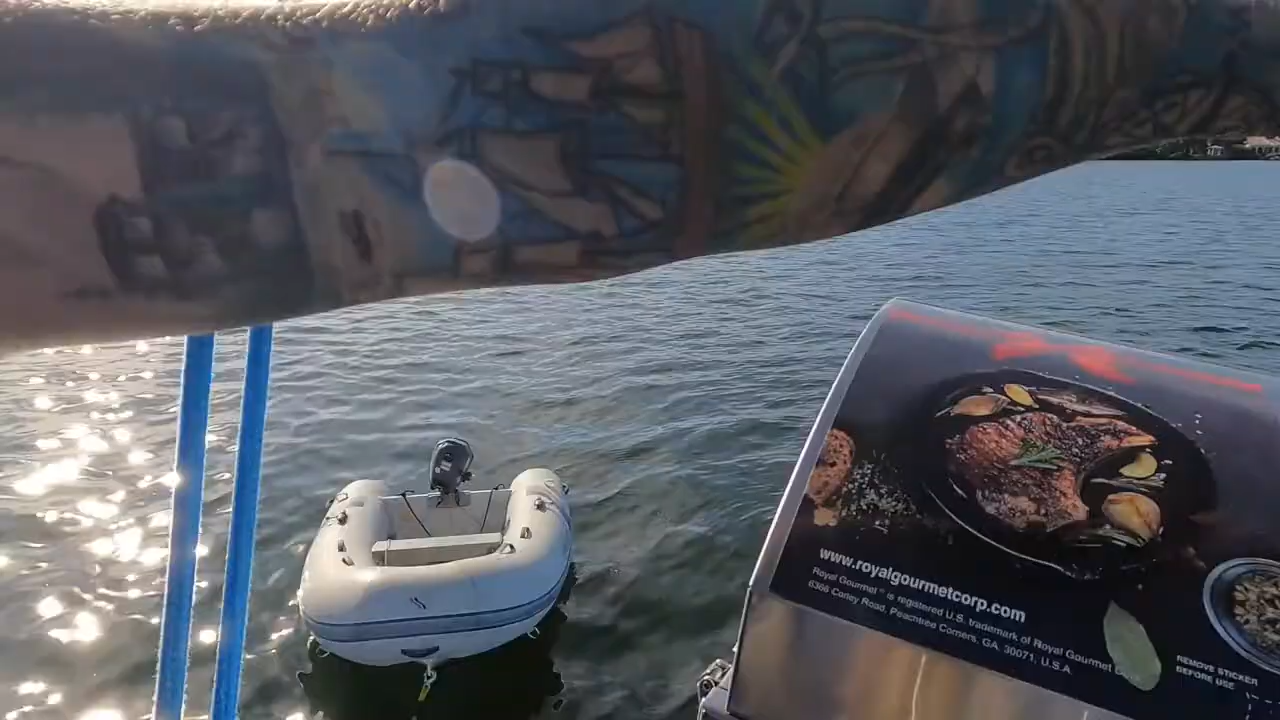 www.royalgourmetcorp.com
Royal Gourmet™ is registered U.S. trademark of Royal Gourmet
6366 Corley Road, Peachtree Corners, GA. 30071, U.S.A
REMOVE STICKER
BEFORE USE